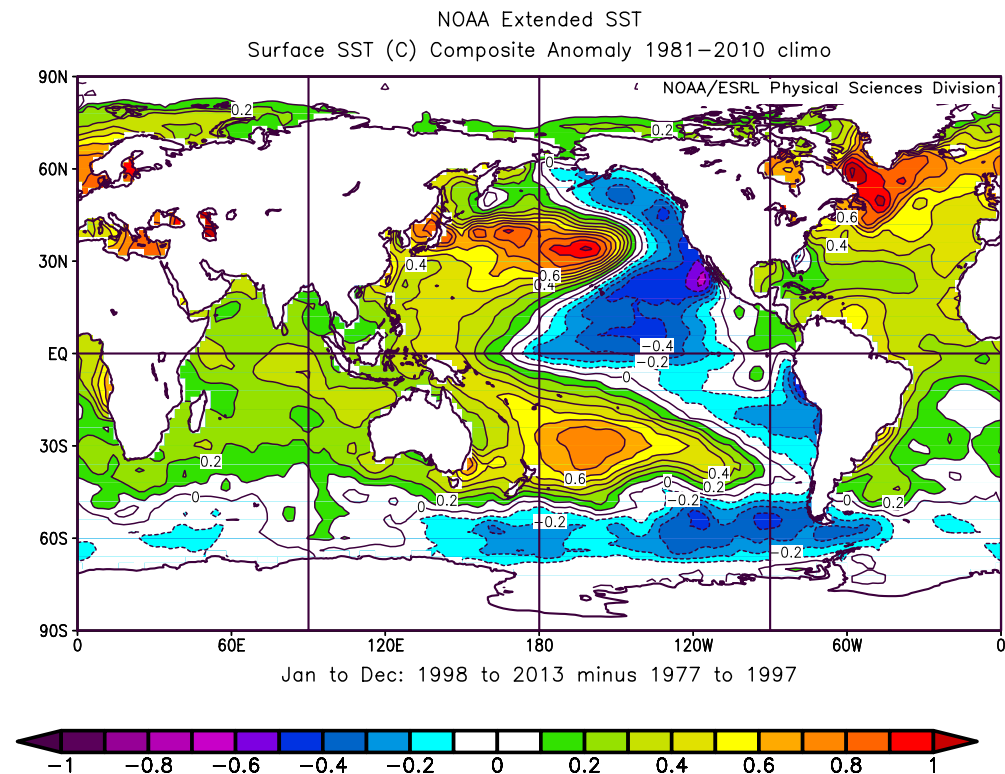 NOAA Extended SST
Surface SST (C) Composite Anomaly 1981−2010 climo
NOAA/ESRL Physical Sciences Division
90N
60N
30N
EQ
30S
60S
90S
0 60E 120E 180 120W 60W 0
0.2
0.2
0
0.6
0.4
0.4
0.6
0.4
−0.4
−0.2
0
0.2
0.6
0.4
0.2
0
−0.2
0
0.2
0
−0.2
−0.2
−0
0.2
Jan to Dec: 1998 to 2013 minus 1977 to 1997
−1 −0.8 −0.6 −0.4 −0.2 0 0.2 0.4 0.6 0.8 1